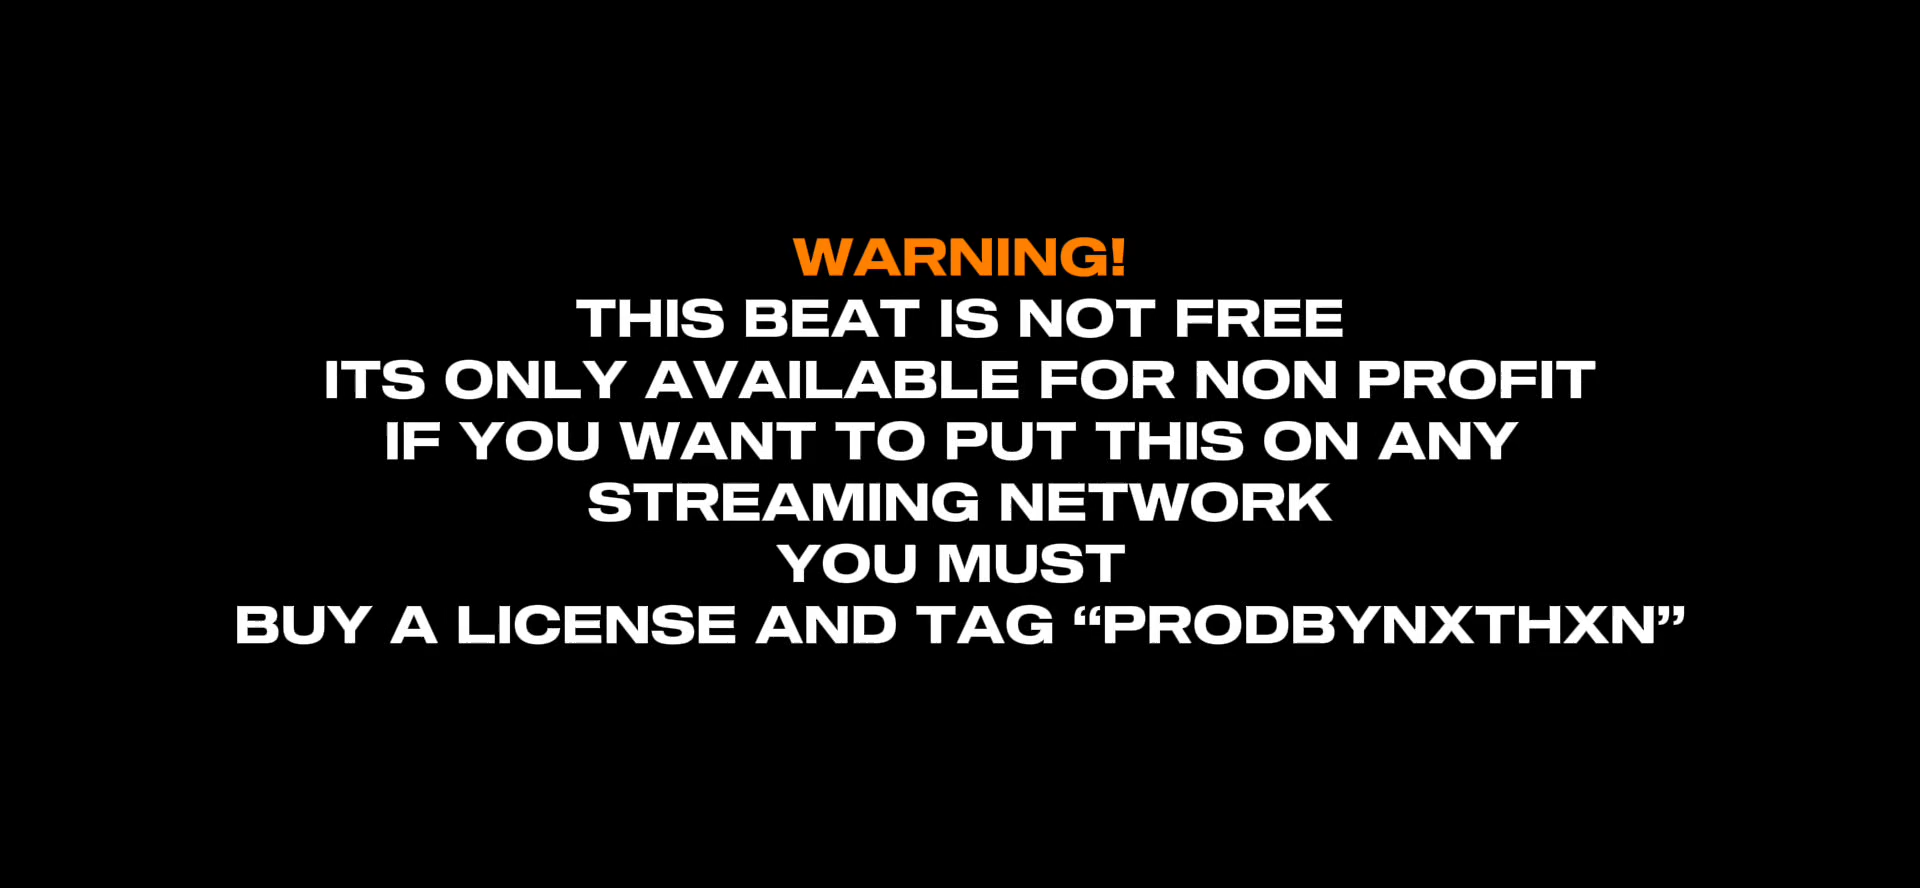 WARNING!
THIS BEAT IS NOT FREE
ITS ONLY AVAILABLE FOR NON PROFIT
IF YOU WANT TO PUT THIS ON ANY
STREAMING NETWORK
YOU MUST
BUY A LICENSE AND TAG “PRODBYNXTHXN”